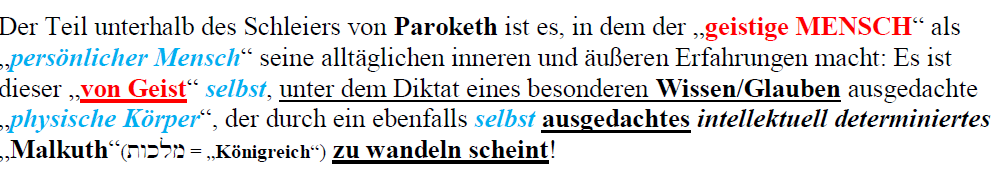 Der Teil unterhalb des Schleiers von Paroketh ist es, in dem der „geistige MENSCH“ als
„persönlicher Mensch“ seine alltäglichen inneren und äußeren Erfahrungen macht: Es ist
dieser „von Geist“ selbst, unter dem Diktat eines besonderen Wissen/Glauben ausgedachte
„physische Körper“, der durch ein ebenfalls selbst ausgedachtes intellektuell determiniertes
„Malkuth“(מלכות = „Königreich“) zu wandeln scheint!